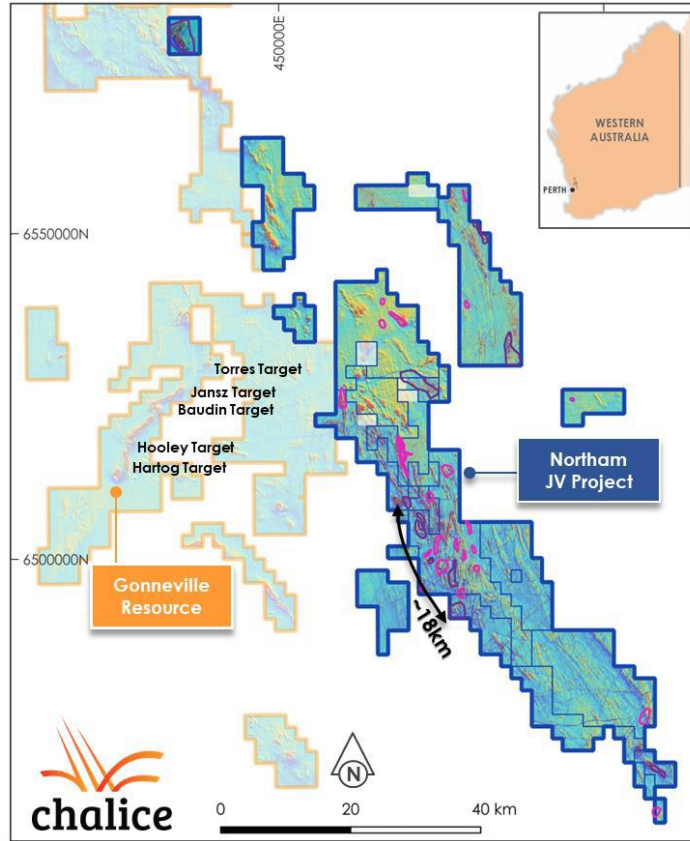 450000E
WESTERN
AUSTRALIA
PERTH
6550000N
Torres Target
Jansz Target
Baudin Target
Hooley Target
Hartog Target
Northam
JV Project
6500000N
Gonneville
Resource
~18km
N
chalice
0 20 40 km